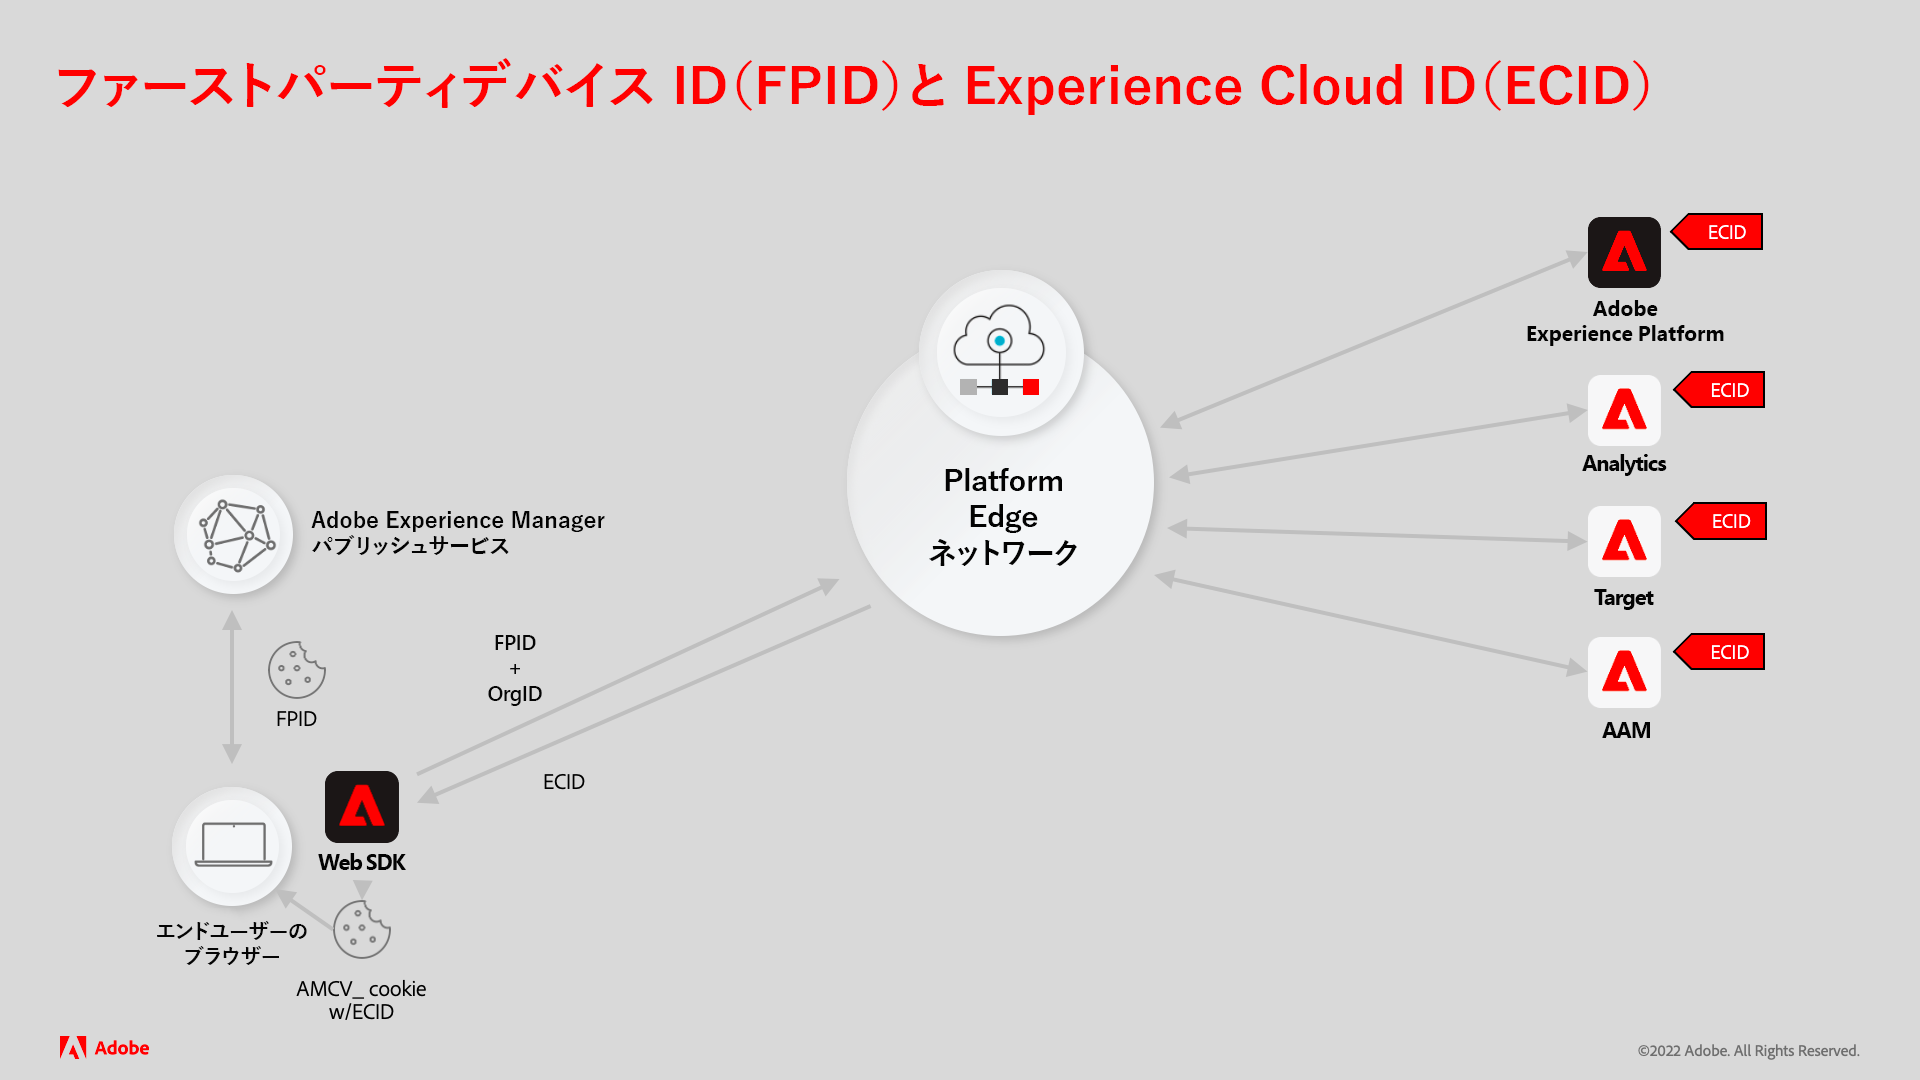 ファーストパーティデバイス ID（FPID）と Experience Cloud ID（ECID）
ECID
Adobe
Experience Platform
ECID
Analytics
Platform
Edge
ネットワーク
Adobe Experience Manager
パブリッシュサービス
ECID
Target
FPID
+
OrgID
ECID
AAM
FPID
ECID
Web SDK
エンドユーザーの
ブラウザー
AMCV_ cookie
w/ECID
Adobe
©2022 Adobe. All Rights Reserved.